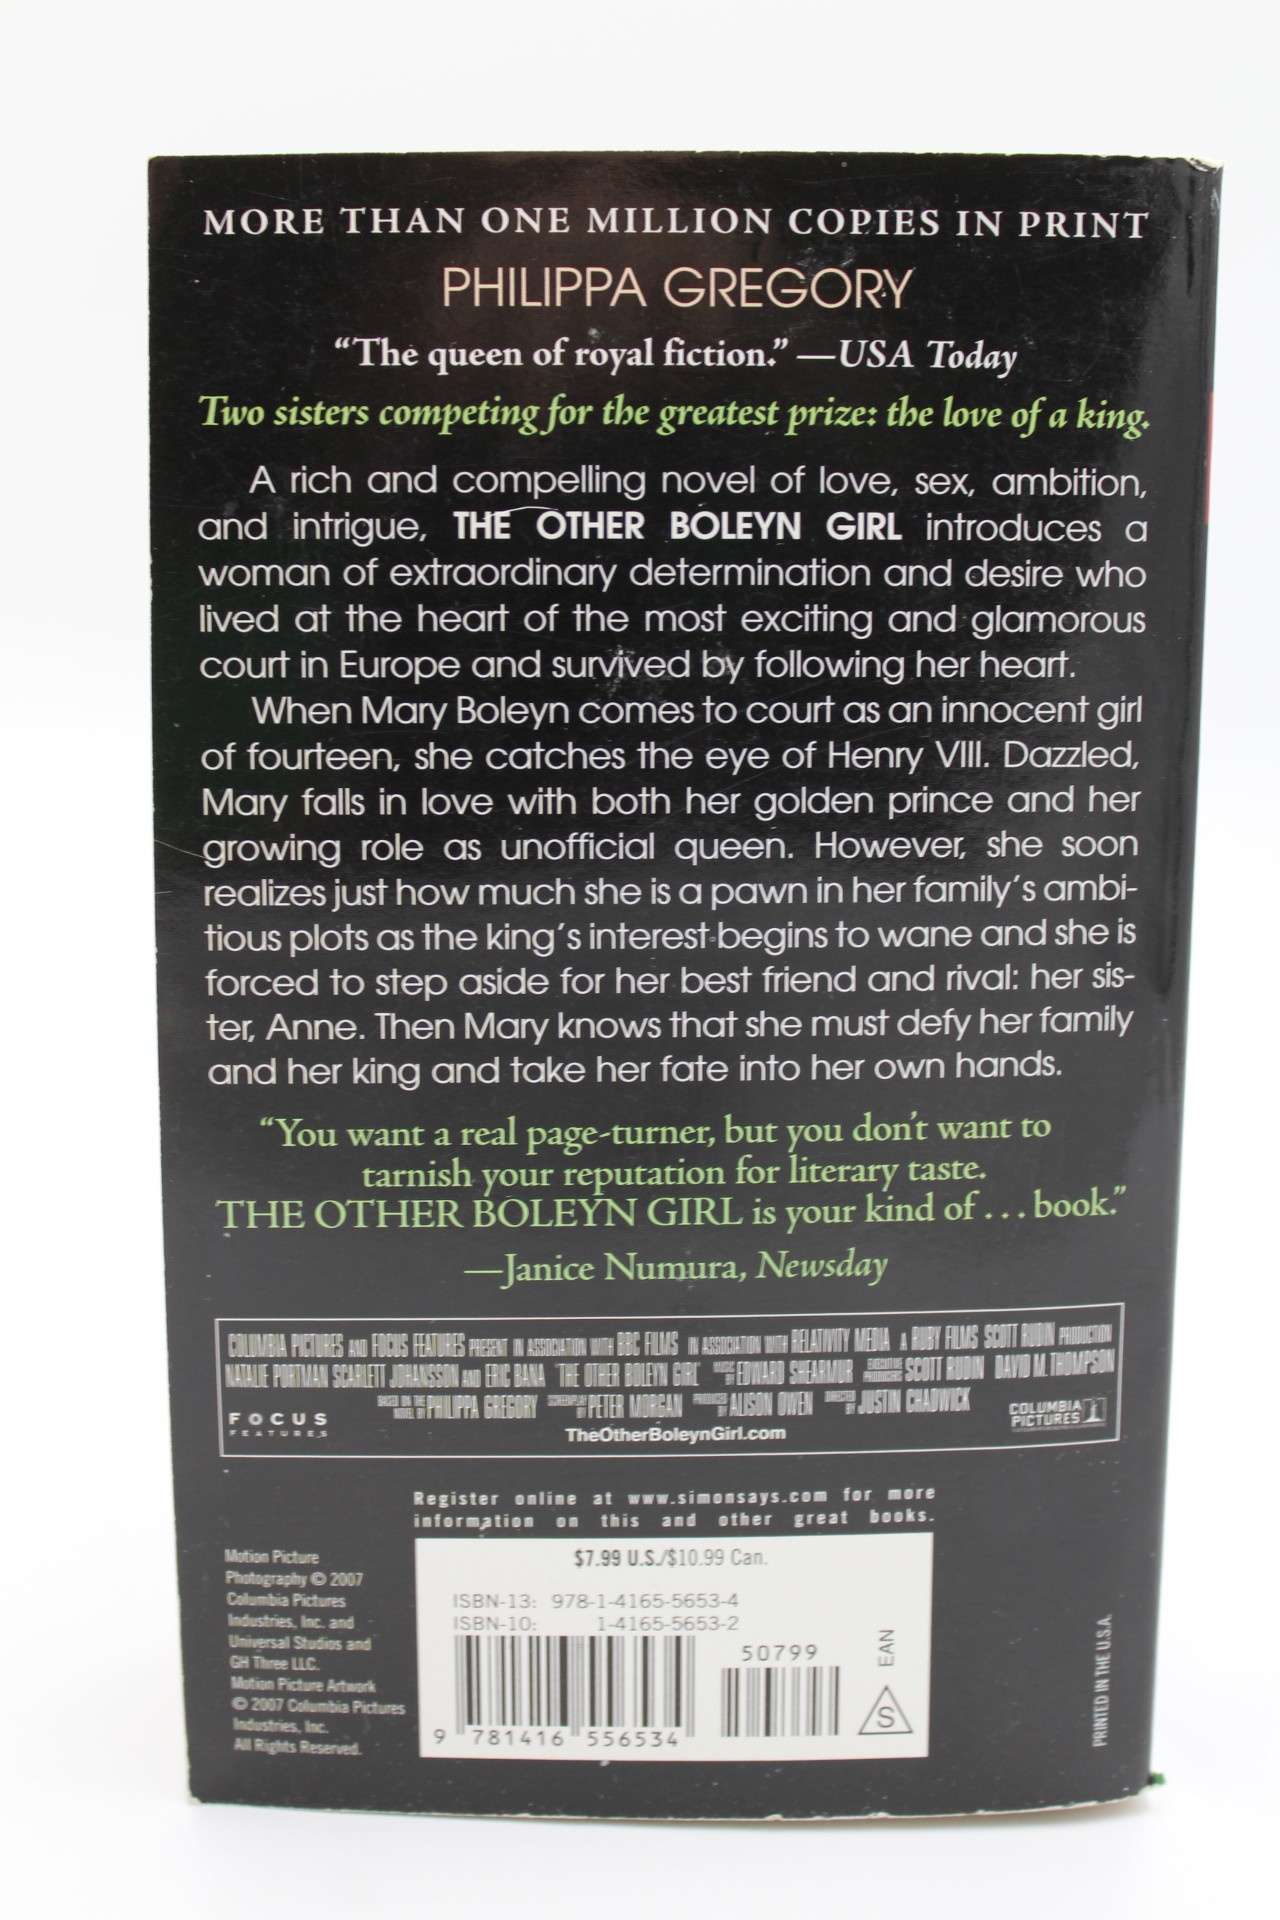 MORE THAN ONE MILLION COPIES IN PRINT
PHILIPPA GREGORY
“The queen of royal fiction.” —USA Today
Two sisters competing for the greatest prize: the love of a king.
A rich and compelling novel of love, sex, ambition,
and intrigue, THE OTHER BOLEYN GIRL introduces a
woman of extraordinary determination and desire who
lived at the heart of the most exciting and glamorous
court in Europe and survived by following her heart.
When Mary Boleyn comes to court as an innocent girl
of fourteen, she catches the eye of Henry VIII. Dazzled,
Mary falls in love with both her golden prince and her
growing role as unofficial queen. However, she soon
realizes just how much she is a pawn in her family’s ambi-
tious plots as the king’s interest begins to wane and she is
forced to step aside for her best friend and rival: her sis-
ter, Anne. Then Mary knows that she must defy her family
and her king and take her fate into her own hands.
“You want a real page-turner, but you don’t want to
tarnish your reputation for literary taste.
THE OTHER BOLEYN GIRL is your kind of . . . book.”
—Janice Numura, Newsday
COLUMBIA PICTURES AND FOCUS FEATURES PRESENT IN ASSOCIATION WITH BBC FILMS IN ASSOCIATION WITH RELATIVITY MEDIA A RUBY FILMS SCOTT RUDIN PRODUCTION
NATALIE PORTMAN SCARLETT JOHANSSON AND ERIC BANA "THE OTHER BOLEYN GIRL" MUSIC BY EDWARD SHEARMUR EXECUTIVE PRODUCERS SCOTT RUDIN DAVID M. THOMPSON
BASED ON THE NOVEL BY PHILIPPA GREGORY SCREENPLAY BY PETER MORGAN PRODUCED BY ALISON OWEN DIRECTED BY JUSTIN CHADWICK
FOCUS
FEATURES
COLUMBIA
PICTURES
TheOtherBoleynGirl.com
Register online at www.simonsays.com for more
information on this and other great books.
Motion Picture
Photography © 2007
Columbia Pictures
Industries, Inc. and
Universal Studios and
GH Three LLC.
Motion Picture Artwork
© 2007 Columbia Pictures
Industries, Inc.
All Rights Reserved.
$7.99 U.S./$10.99 Can.
ISBN-13: 978-1-4165-5653-4
ISBN-10: 1-4165-5653-2
50799
EAN
S
9 781416 556534
PRINTED IN THE U.S.A.